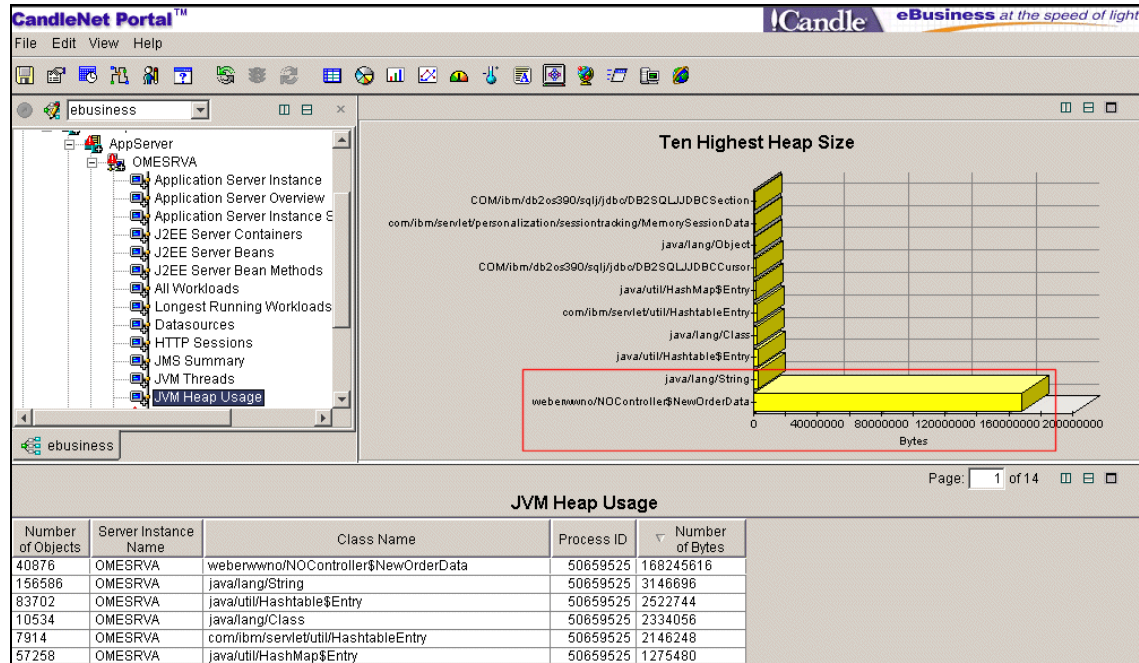 CandleNet Portal™
!Candle eBusiness at the speed of light
File Edit View Help
ebusiness
AppServer
OMESRVA
Application Server Instance
Application Server Overview
Application Server Instance S
J2EE Server Containers
J2EE Server Beans
J2EE Server Bean Methods
All Workloads
Longest Running Workloads
Datasources
HTTP Sessions
JMS Summary
JVM Threads
JVM Heap Usage
ebusiness
Ten Highest Heap Size
COM/ibm/db2os390/sqlj/jdbc/DB2SQLJJDBCSection
com/ibm/servlet/personalization/sessiontracking/MemorySessionData
java/lang/Object
COM/ibm/db2os390/sqlj/jdbc/DB2SQLJJDBCCursor
java/util/HashMap$Entry
com/ibm/servlet/util/HashtableEntry
java/lang/Class
java/util/Hashtable$Entry
java/lang/String
weberwwno/NOController$NewOrderData
0 40000000 80000000 120000000 160000000 200000000
Bytes
Page: 1 of 14
JVM Heap Usage
Number of Objects Server Instance Name Class Name Process ID Number of Bytes
40876 OMESRVA weberwwno/NOController$NewOrderData 50659525 168245616
156586 OMESRVA java/lang/String 50659525 3146696
83702 OMESRVA java/util/Hashtable$Entry 50659525 2522744
10534 OMESRVA java/lang/Class 50659525 2334056
7914 OMESRVA com/ibm/servlet/util/HashtableEntry 50659525 2146248
57258 OMESRVA java/util/HashMap$Entry 50659525 1275480